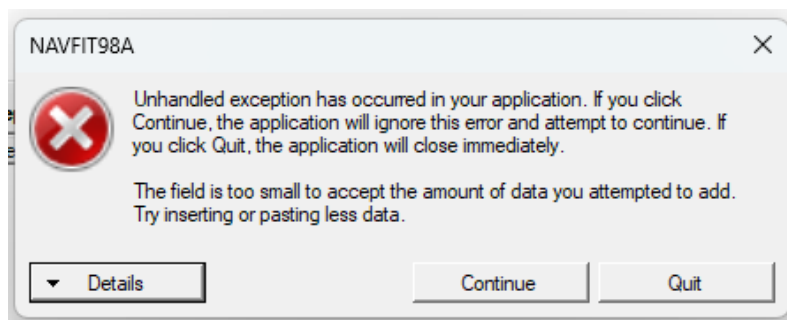 NAVFIT98A
Unhandled exception has occurred in your application. If you click
Continue, the application will ignore this error and attempt to continue. If
you click Quit, the application will close immediately.
The field is too small to accept the amount of data you attempted to add.
Try inserting or pasting less data.
Details
Continue
Quit